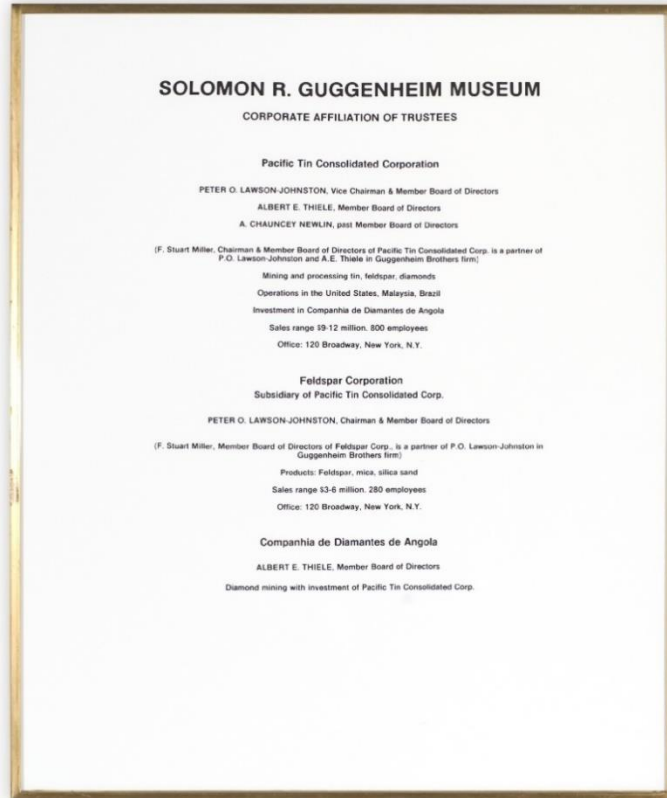 SOLOMON R. GUGGENHEIM MUSEUM
CORPORATE AFFILIATION OF TRUSTEES
Pacific Tin Consolidated Corporation
PETER O. LAWSON-JOHNSTON, Vice Chairman & Member Board of Directors
ALBERT E. THIELE, Member Board of Directors
A. CHAUNCEY NEWLIN, past Member Board of Directors
(F. Stuart Miller, Chairman & Member Board of Directors of Pacific Tin Consolidated Corp. is a partner of
P.O. Lawson-Johnston and A.E. Thiele in Guggenheim Brothers firm)
Mining and processing tin, feldspar, diamonds
Operations in the United States, Malaysia, Brazil
Investment in Companhia de Diamantes de Angola
Sales range $9-12 million. 800 employees
Office: 120 Broadway, New York, N.Y.
Feldspar Corporation
Subsidiary of Pacific Tin Consolidated Corp.
PETER O. LAWSON-JOHNSTON, Chairman & Member Board of Directors
(F. Stuart Miller, Member Board of Directors of Feldspar Corp., is a partner of P.O. Lawson-Johnston in
Guggenheim Brothers firm)
Products: Feldspar, mica, silica sand
Sales range $3-6 million. 280 employees
Office: 120 Broadway, New York, N.Y.
Companhia de Diamantes de Angola
ALBERT E. THIELE, Member Board of Directors
Diamond mining with investment of Pacific Tin Consolidated Corp.